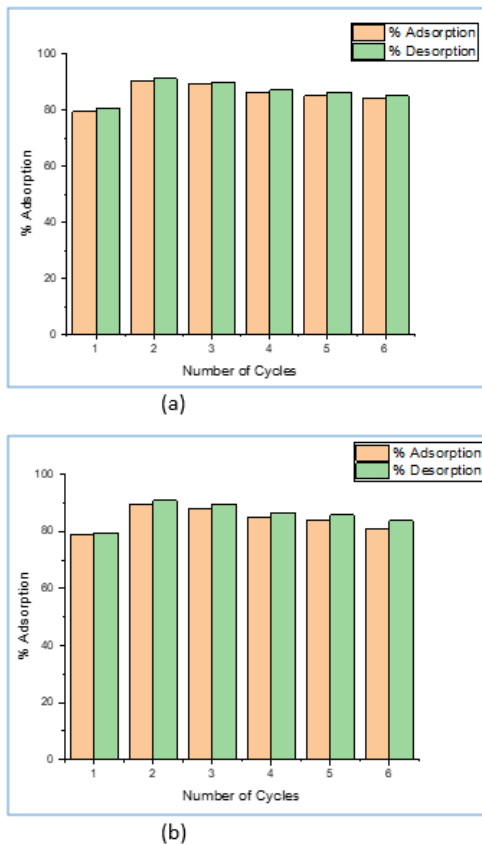 % Adsorption
% Desorption
100
80
60
40
20
0
% Adsorption
1 2 3 4 5 6
Number of Cycles
(a)
% Adsorption
% Desorption
100
80
60
40
20
0
% Adsorption
1 2 3 4 5 6
Number of Cycles
(b)